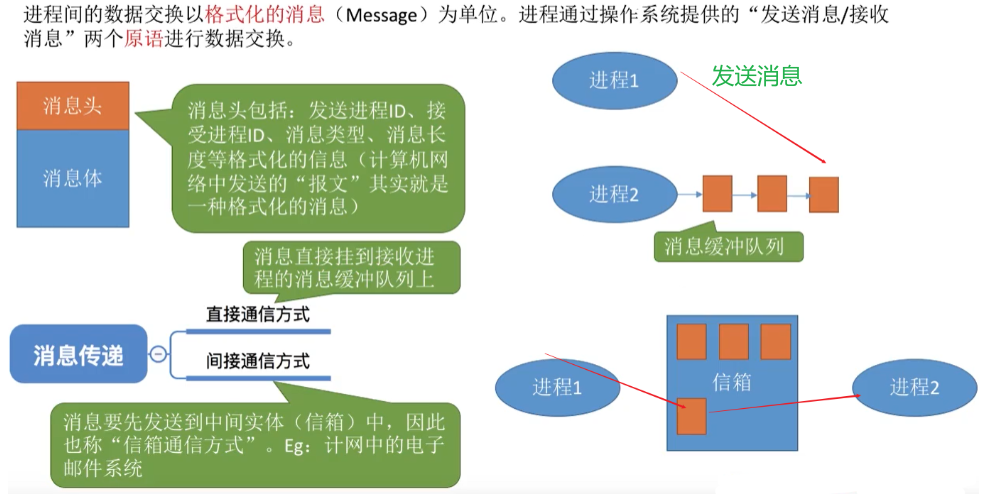 进程间的数据交换以格式化的消息（Message）为单位。进程通过操作系统提供的“发送消息/接收
消息”两个原语进行数据交换。
消息头
消息体
消息头包括：发送进程ID、接
受进程ID、消息类型、消息长
度等格式化的信息（计算机网
络中发送的“报文”其实就是
一种格式化的消息）
进程1
发送消息
进程2
消息缓冲队列
消息直接挂到接收进
程的消息缓冲队列上
消息传递
直接通信方式
间接通信方式
消息要先发送到中间实体（信箱）中，因此
也称“信箱通信方式”。Eg：计网中的电子
邮件系统
进程1
信箱
进程2